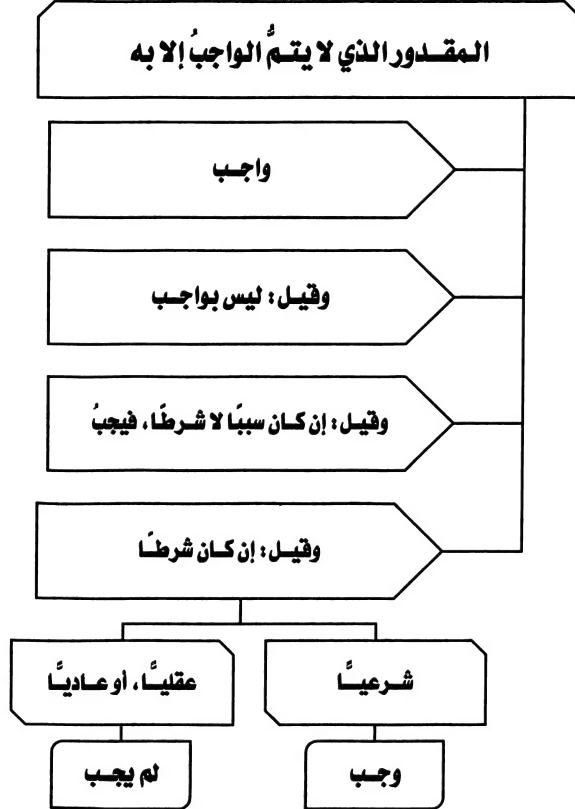 المقدور الذي لا يتمُّ الواجبُ إلا به
واجب
وقيل: ليس بواجب
وقيل: إن كان سببًا لا شرطًا، فيجبُ
وقيل: إن كان شرطًا
شرعيًّا
عقليًّا، أو عاديًّا
وجب
لم يجب